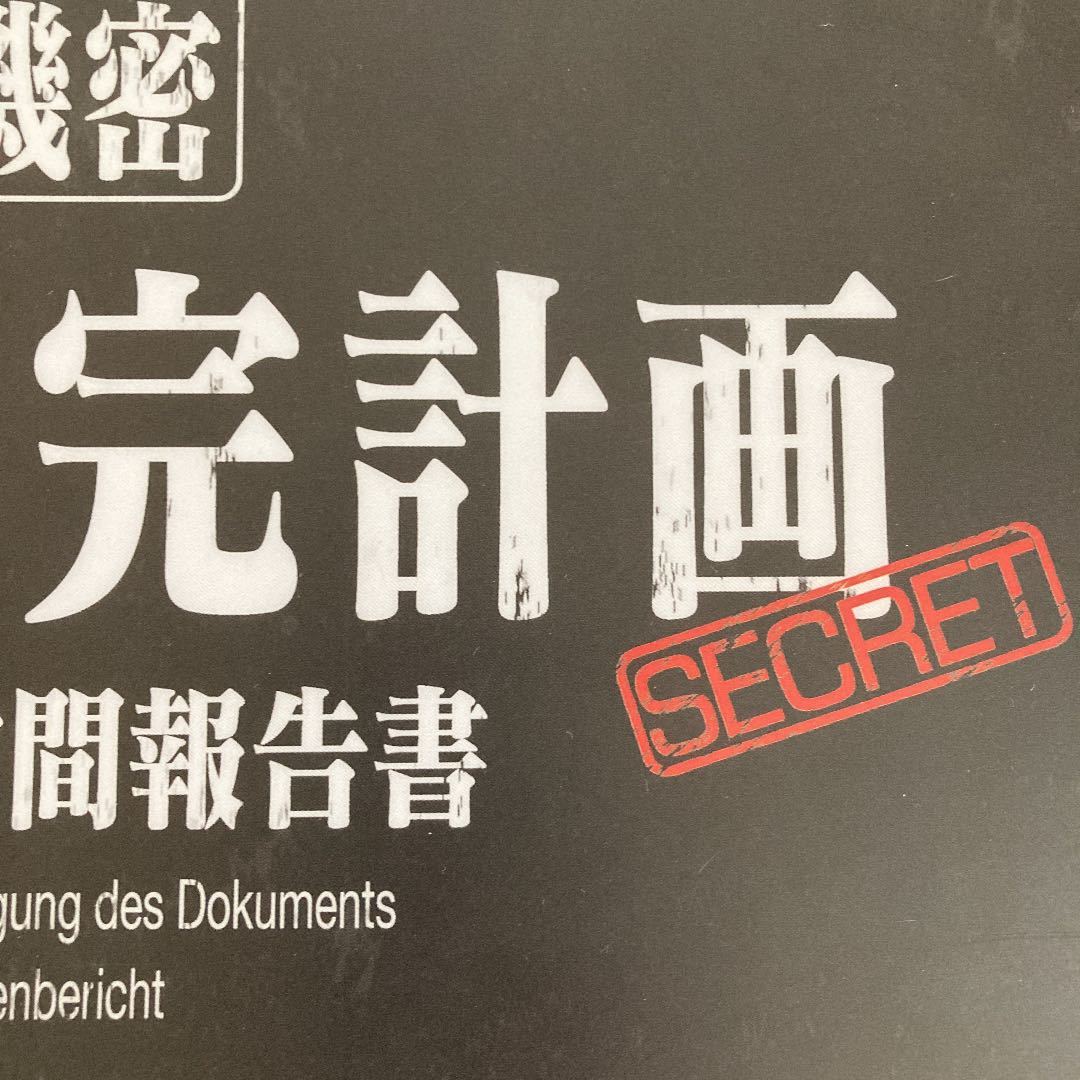 機密
完計画
SECRET
間報告書
gung des Dokuments
enbericht